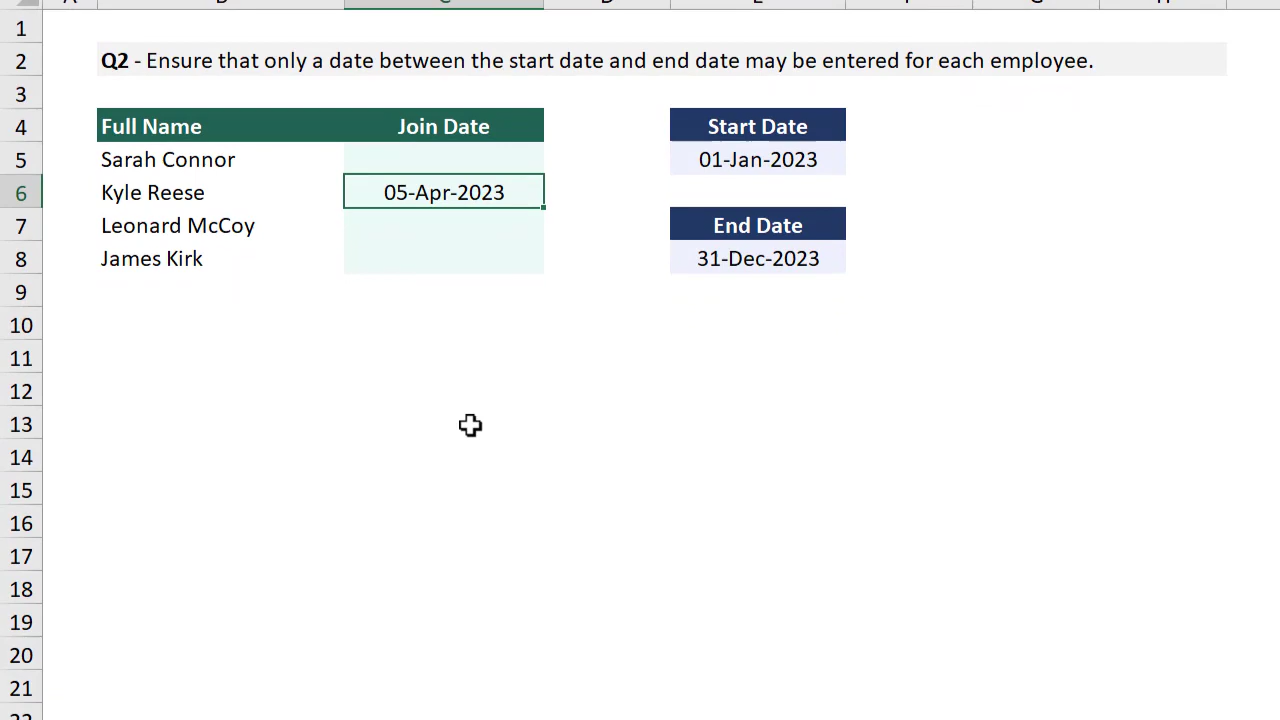 1
2 Q2 - Ensure that only a date between the start date and end date may be entered for each employee.
3
4 Full Name Join Date Start Date
5 Sarah Connor 01-Jan-2023
6 Kyle Reese 05-Apr-2023
7 Leonard McCoy End Date
8 James Kirk 31-Dec-2023
9
10
11
12
13
14
15
16
17
18
19
20
21